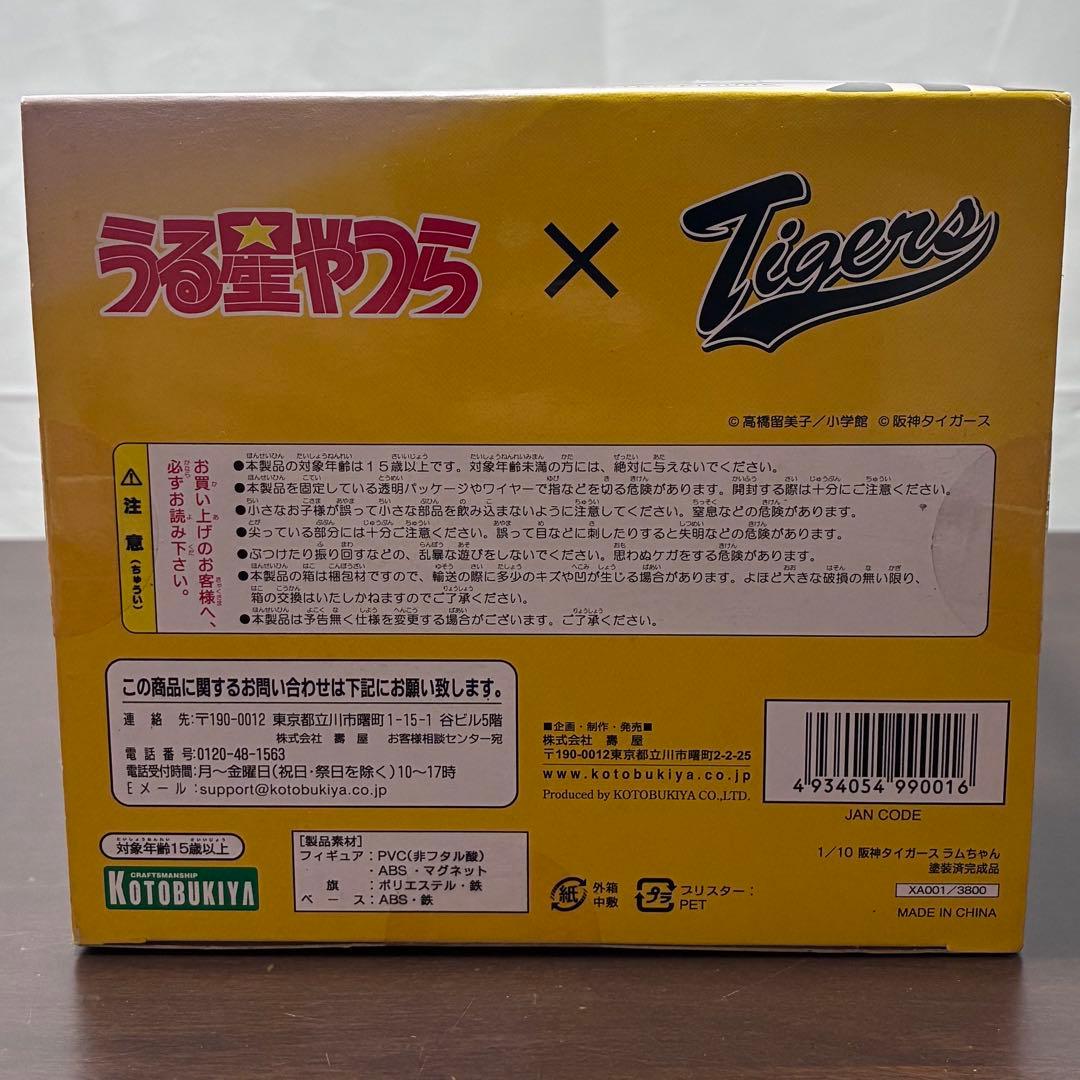 うる星やつら × Tigers
©高橋留美子／小学館 ©阪神タイガース
⚠注意(ちゅうい)
お買い上げのお客様へ、
必ずお読み下さい。
●本製品の対象年齢は15歳以上です。対象年齢未満の方には、絶対に与えないでください。
●本製品を固定している透明パッケージやワイヤーで指などを切る危険があります。開封する際は十分にご注意ください。
●小さなお子様が誤って小さな部品を飲み込まないように注意してください。窒息などの危険があります。
●尖っている部分には十分ご注意ください。誤って目などに刺したりすると失明などの危険があります。
●ぶつけたり振り回すなどの、乱暴な遊びをしないでください。思わぬケガをする危険があります。
●本製品の箱は梱包材ですので、輸送の際に多少のキズや凹が生じる場合があります。よほど大きな破損の無い限り、
箱の交換はいたしかねますのでご了承ください。
●本製品は予告無く仕様を変更する場合がございます。ご了承ください。
この商品に関するお問い合わせは下記にお願い致します。
連絡先:〒190-0012 東京都立川市曙町1-15-1 谷ビル5階
株式会社 壽屋 お客様相談センター宛
電話番号:0120-48-1563
電話受付時間:月～金曜日(祝日・祭日を除く)10～17時
Eメール:support@kotobukiya.co.jp
■企画・制作・発売■
株式会社 壽屋
〒190-0012東京都立川市曙町2-2-25
www.kotobukiya.co.jp
Produced by KOTOBUKIYA CO.,LTD.
4 934054 990016
JAN CODE
対象年齢15歳以上
CRAFTSMANSHIP
KOTOBUKIYA
[製品素材]
フィギュア：PVC(非フタル酸)
・ABS・マグネット
旗：ポリエステル・鉄
ベース：ABS・鉄
紙 外箱
中敷
プラ ブリスター：
PET
1/10 阪神タイガース ラムちゃん
塗装済完成品
XA001/3800
MADE IN CHINA